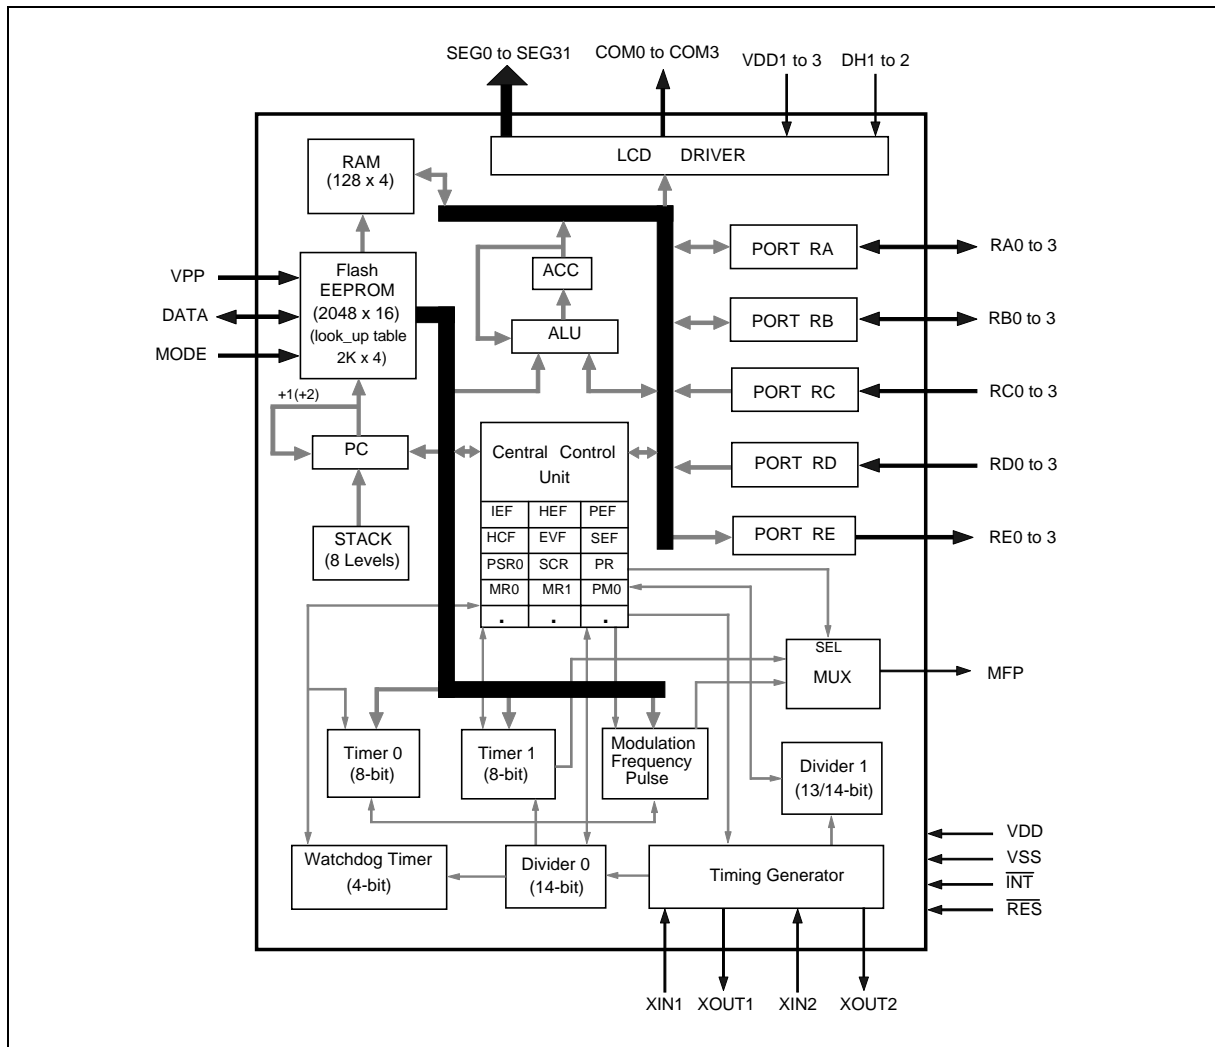 SEG0 to SEG31
COM0 to COM3
VDD1 to 3
DH1 to 2
LCD DRIVER
RAM
(128 x 4)
PORT RA
RA0 to 3
ACC
VPP
Flash
EEPROM
(2048 x 16)
(look_up table
2K x 4)
DATA
MODE
ALU
PORT RB
RB0 to 3
+1(+2)
PORT RC
RC0 to 3
PC
Central Control
Unit
PORT RD
RD0 to 3
IEF HEF PEF
HCF EVF SEF
PSR0 SCR PR
MR0 MR1 PM0
. . .
STACK
(8 Levels)
PORT RE
RE0 to 3
SEL
MUX
MFP
Timer 0
(8-bit)
Timer 1
(8-bit)
Modulation
Frequency
Pulse
Divider 1
(13/14-bit)
VDD
VSS
INT
RES
Watchdog Timer
(4-bit)
Divider 0
(14-bit)
Timing Generator
XIN1
XOUT1
XIN2
XOUT2